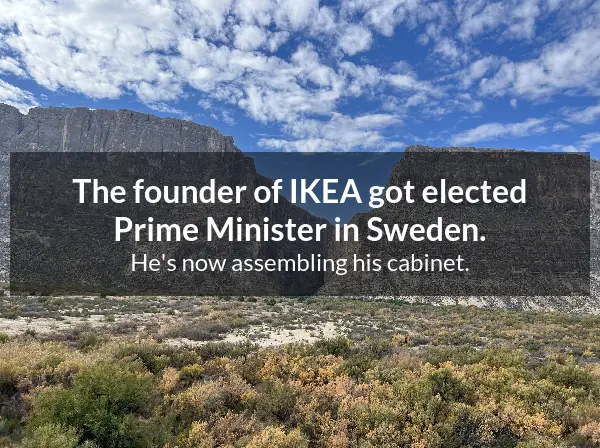 The founder of IKEA got elected
Prime Minister in Sweden.
He's now assembling his cabinet.